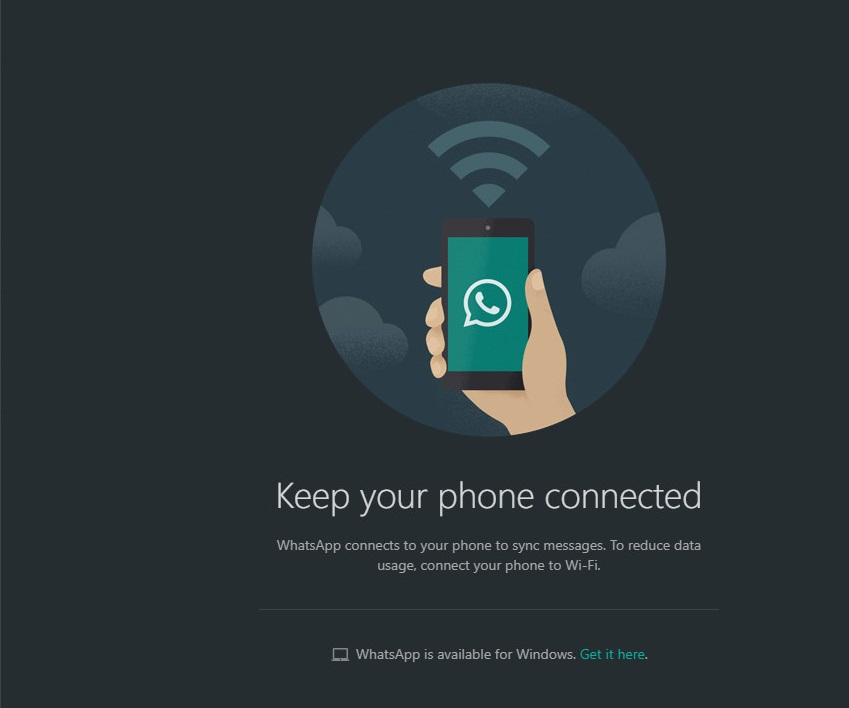 Keep your phone connected
WhatsApp connects to your phone to sync messages. To reduce data
usage, connect your phone to Wi-Fi.
WhatsApp is available for Windows. Get it here.